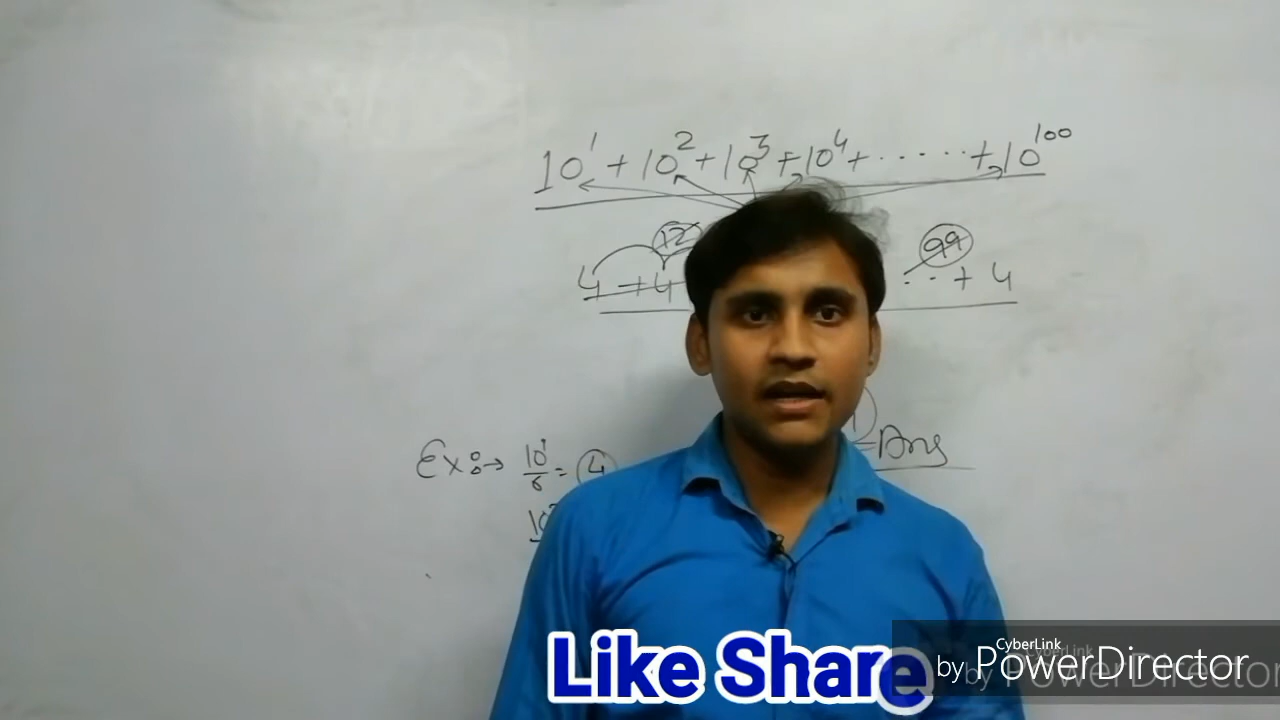 10¹ + 10² + 10³ + 10⁴ + ..... + 10¹⁰⁰
4 + 4 12 99 .. + 4
= Ans
Ex:→ 10¹/6 = 4
10
Like Share
CyberLink
by PowerDirector